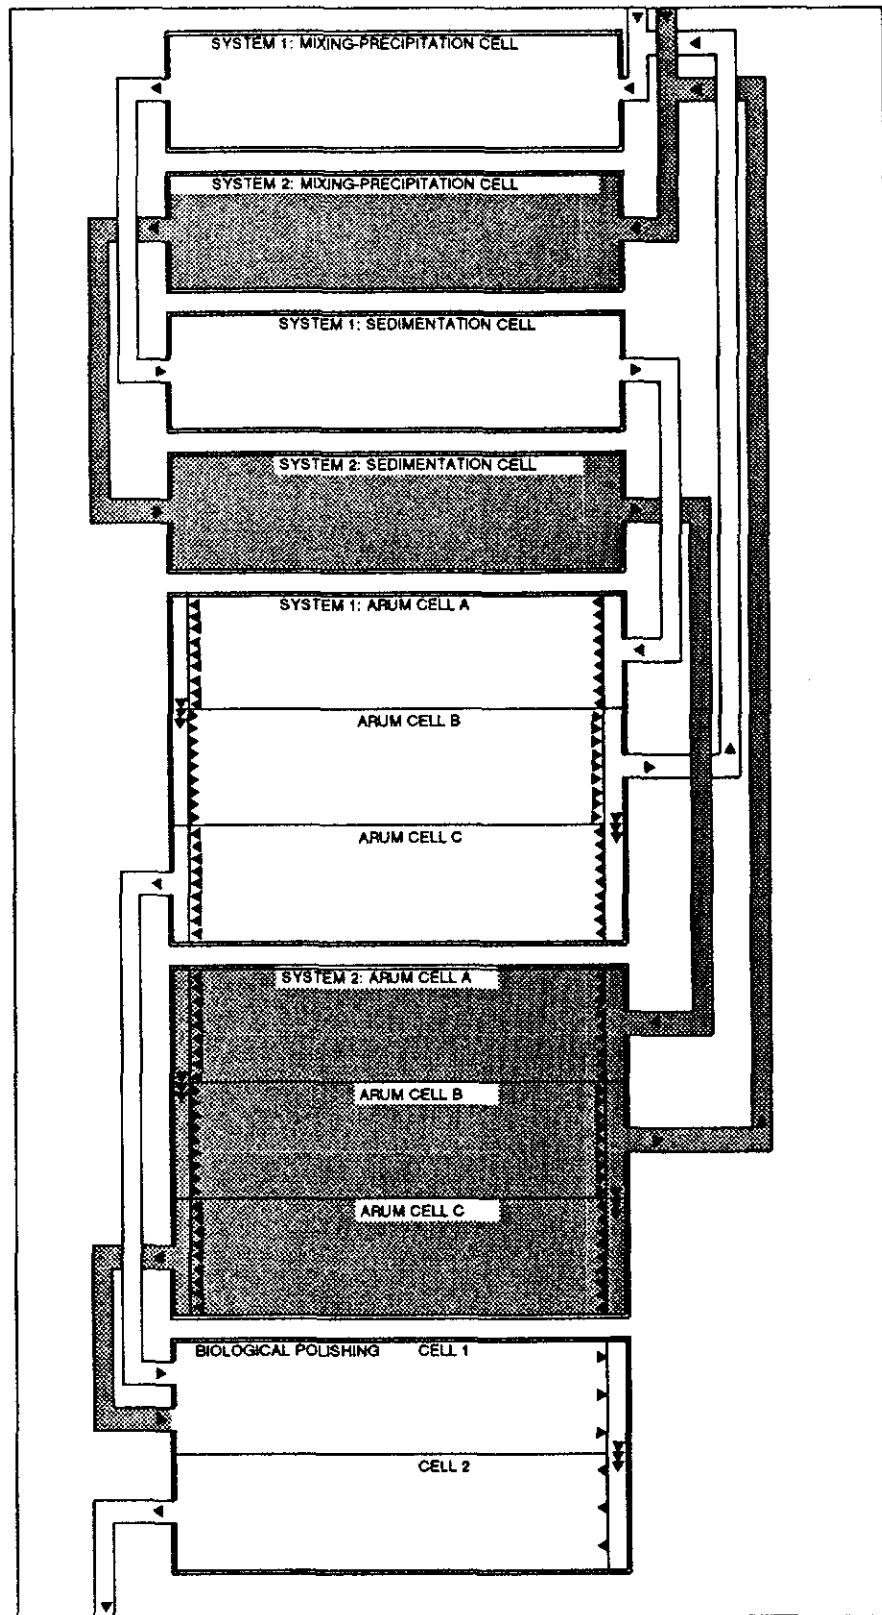 SYSTEM 1: MIXING-PRECIPITATION CELL
SYSTEM 2: MIXING-PRECIPITATION CELL
SYSTEM 1: SEDIMENTATION CELL
SYSTEM 2: SEDIMENTATION CELL
SYSTEM 1: ARUM CELL A
ARUM CELL B
ARUM CELL C
SYSTEM 2: ARUM CELL A
ARUM CELL B
ARUM CELL C
BIOLOGICAL POLISHING CELL 1
CELL 2